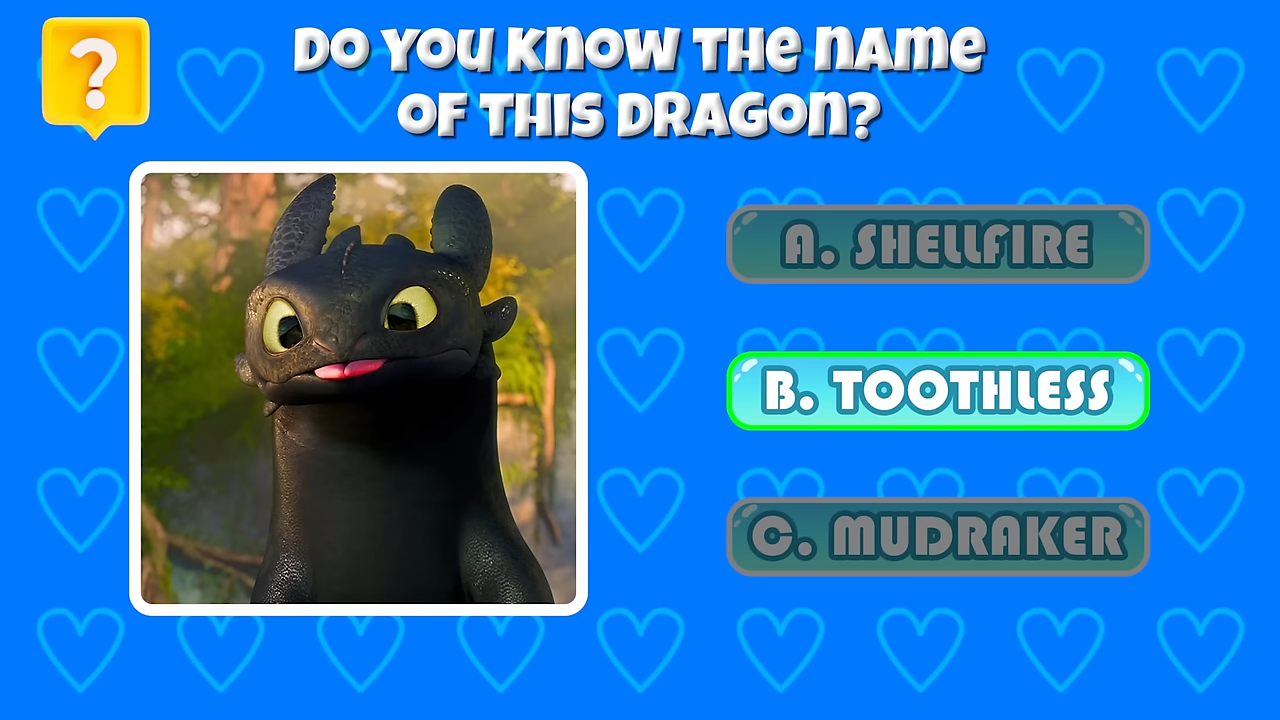 ?
DO YOU KNOW THE NAME
OF THIS DRAGON?
A. SHELLFIRE
B. TOOTHLESS
C. MUDRAKER